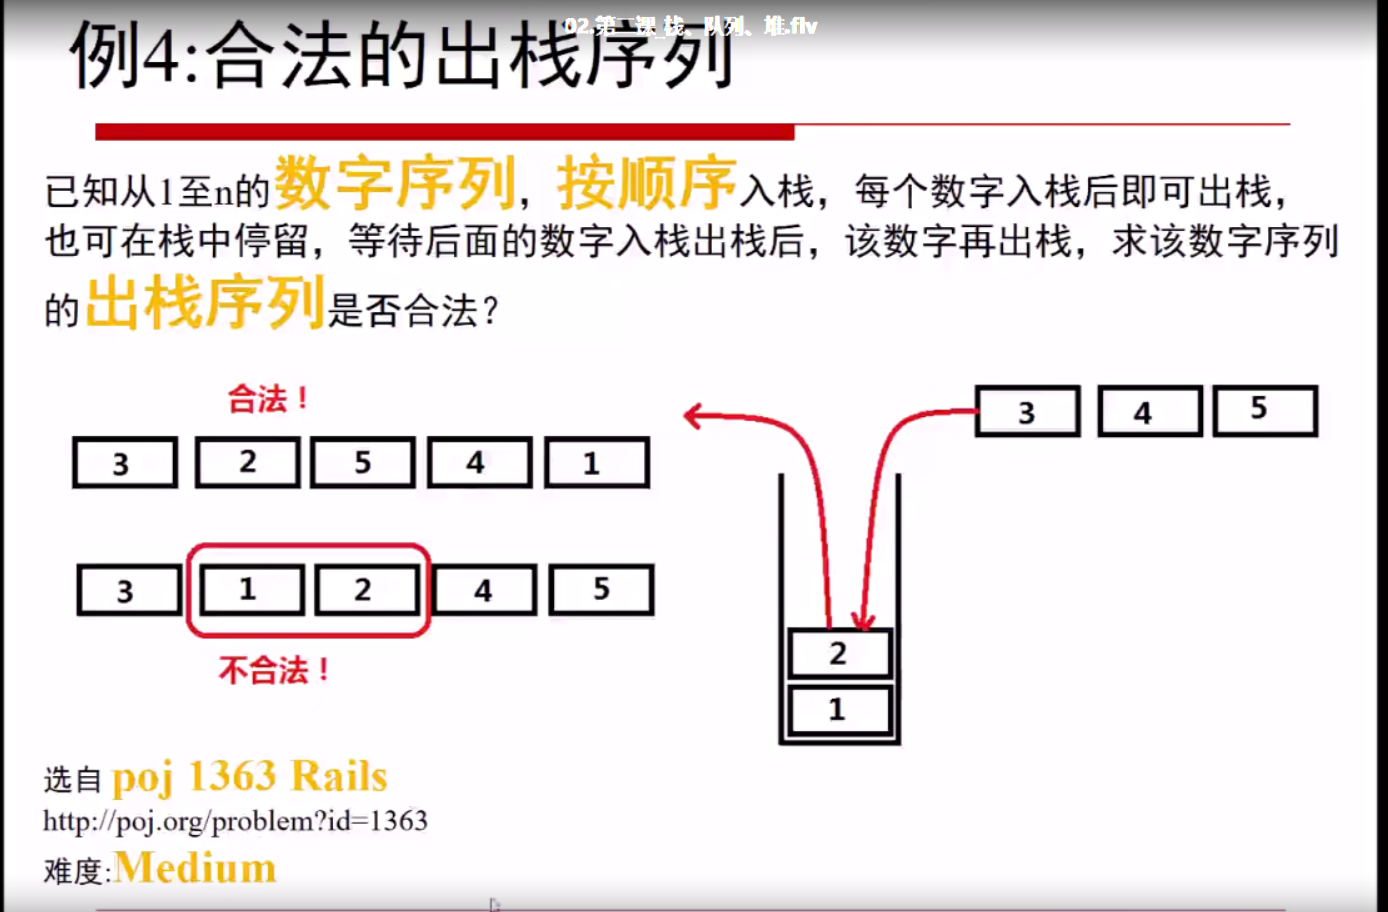 02.第二课_栈、队列、堆.flv
例4:合法的出栈序列
已知从1至n的数字序列，按顺序入栈，每个数字入栈后即可出栈，
也可在栈中停留，等待后面的数字入栈出栈后，该数字再出栈，求该数字序列
的出栈序列是否合法?
合法！
3 2 5 4 1
3 1 2 4 5
不合法！
3 4 5
2
1
选自 poj 1363 Rails
http://poj.org/problem?id=1363
难度:Medium